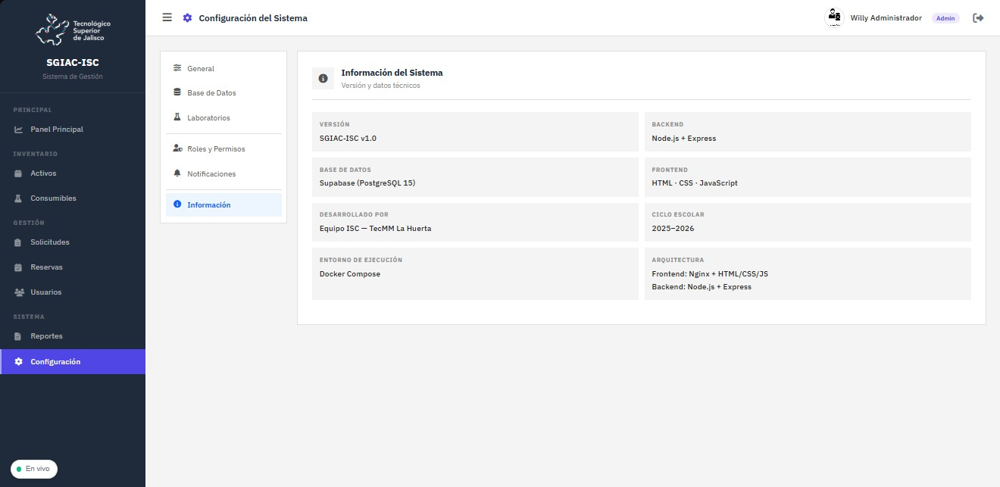 Tecnológico
Superior
de Jalisco
SGIAC-ISC
Sistema de Gestión
PRINCIPAL
Panel Principal
INVENTARIO
Activos
Consumibles
GESTIÓN
Solicitudes
Reservas
Usuarios
SISTEMA
Reportes
Configuración
En vivo
Configuración del Sistema
Willy Administrador
Admin
General
Base de Datos
Laboratorios
Roles y Permisos
Notificaciones
Información
Información del Sistema
Versión y datos técnicos
VERSIÓN
SGIAC-ISC v1.0
BACKEND
Node.js + Express
BASE DE DATOS
Supabase (PostgreSQL 15)
FRONTEND
HTML · CSS · JavaScript
DESARROLLADO POR
Equipo ISC — TecMM La Huerta
CICLO ESCOLAR
2025–2026
ENTORNO DE EJECUCIÓN
Docker Compose
ARQUITECTURA
Frontend: Nginx + HTML/CSS/JS
Backend: Node.js + Express